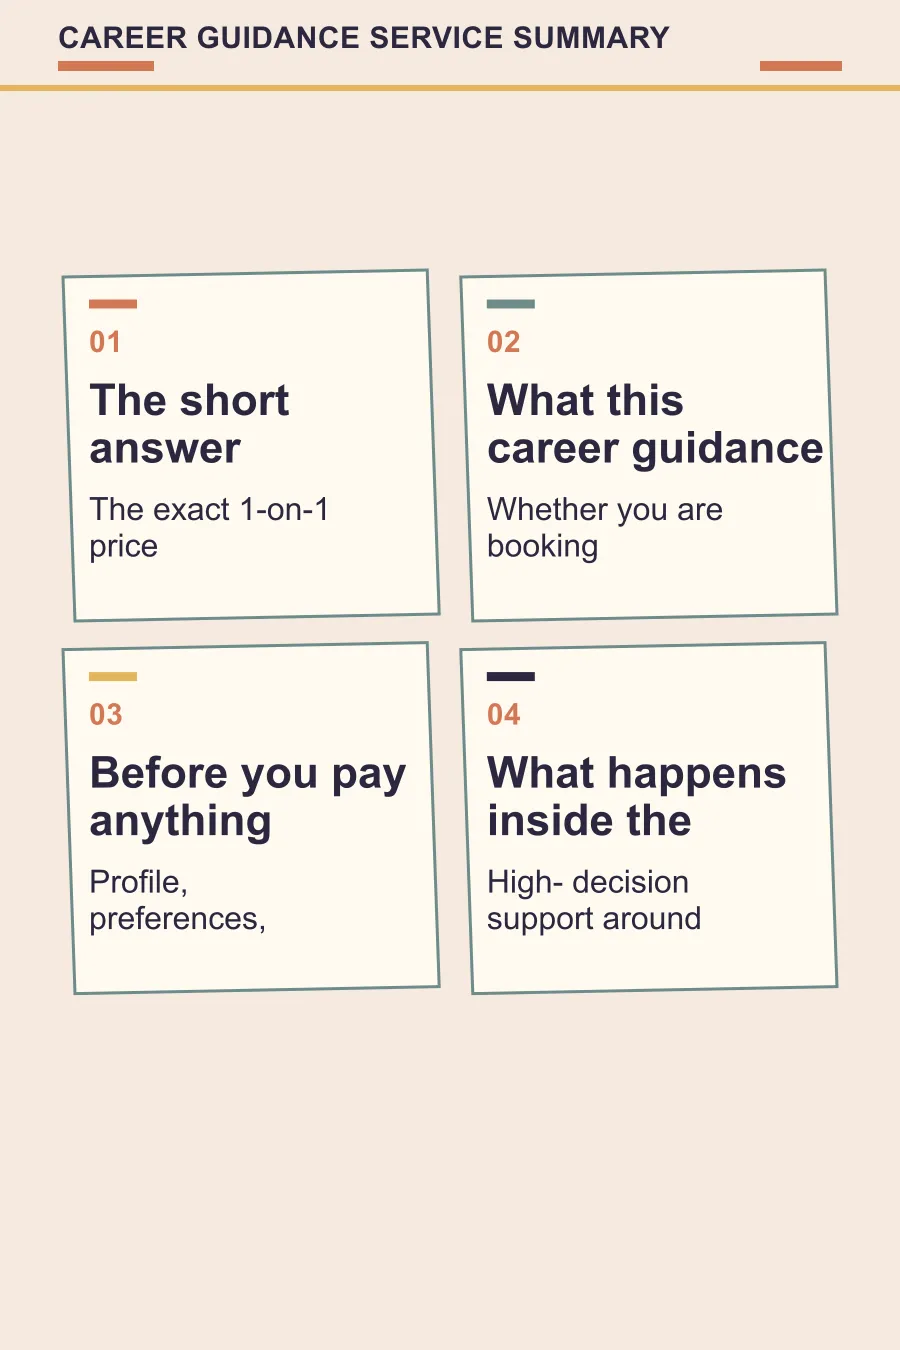 CAREER GUIDANCE SERVICE SUMMARY
01
The short
answer
The exact 1-on-1
price
02
What this
career guidance
Whether you are
booking
03
Before you pay
anything
Profile,
preferences,
04
What happens
inside the
High- decision
support around